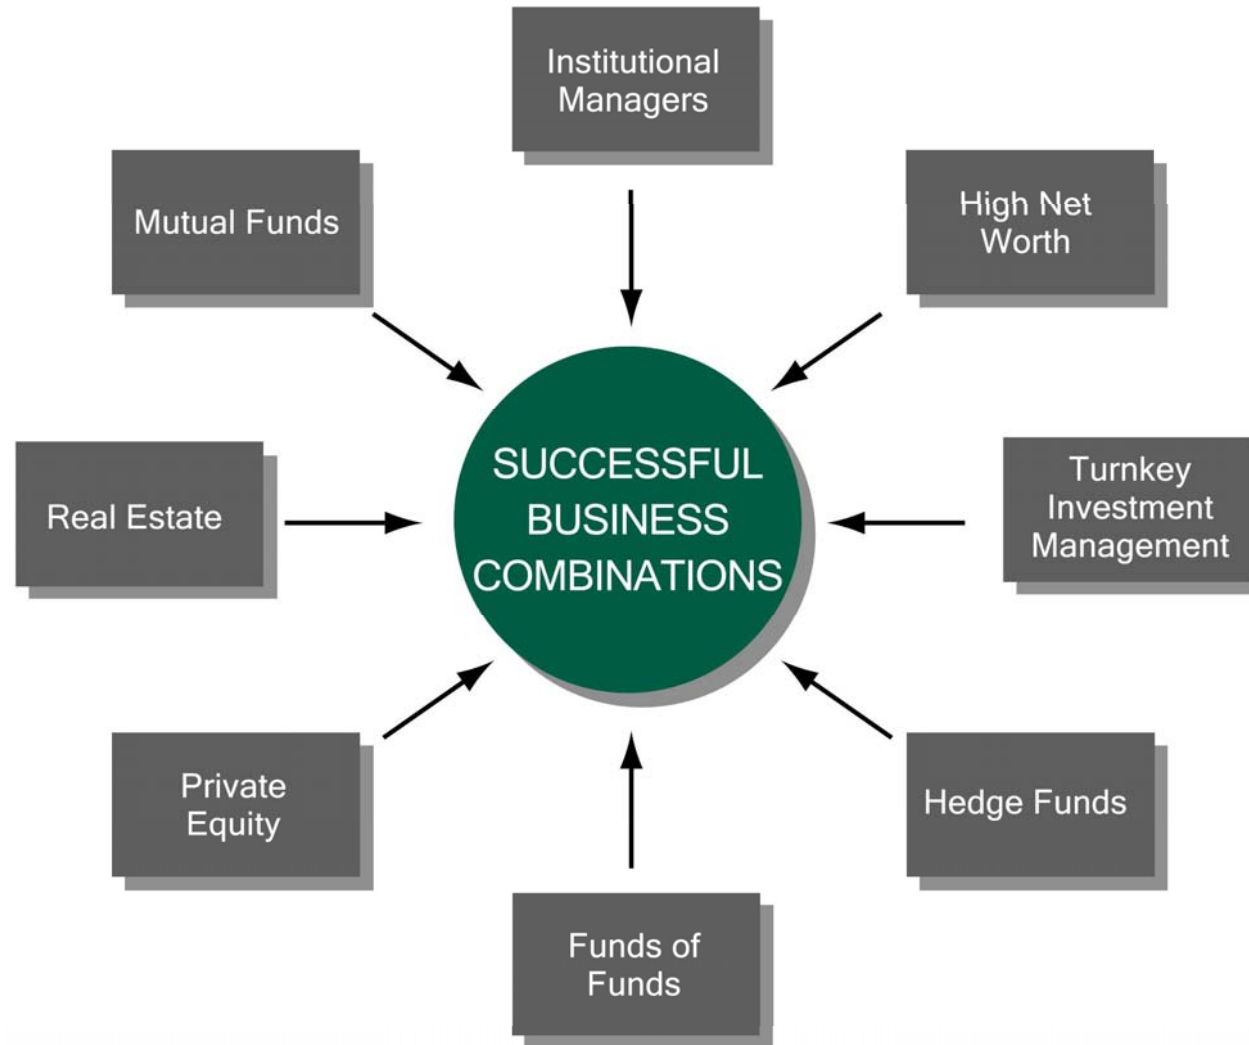 Institutional
Managers
Mutual Funds
High Net
Worth
Real Estate
SUCCESSFUL
BUSINESS
COMBINATIONS
Turnkey
Investment
Management
Private
Equity
Hedge Funds
Funds of
Funds